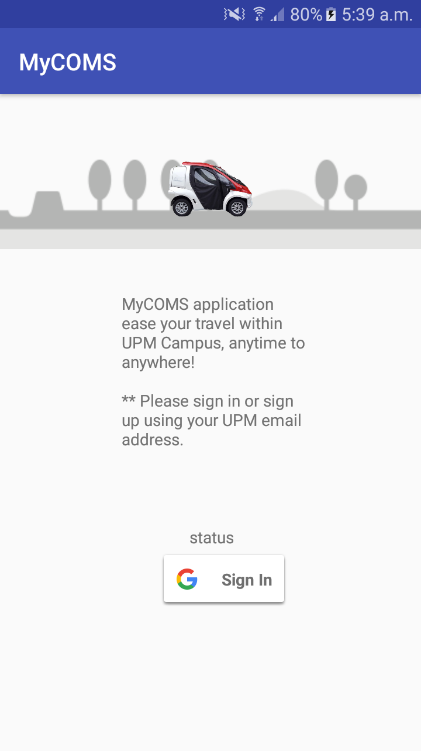 80% 5:39 a.m.
MyCOMS
MyCOMS application
ease your travel within
UPM Campus, anytime to
anywhere!
** Please sign in or sign
up using your UPM email
address.
status
Sign In